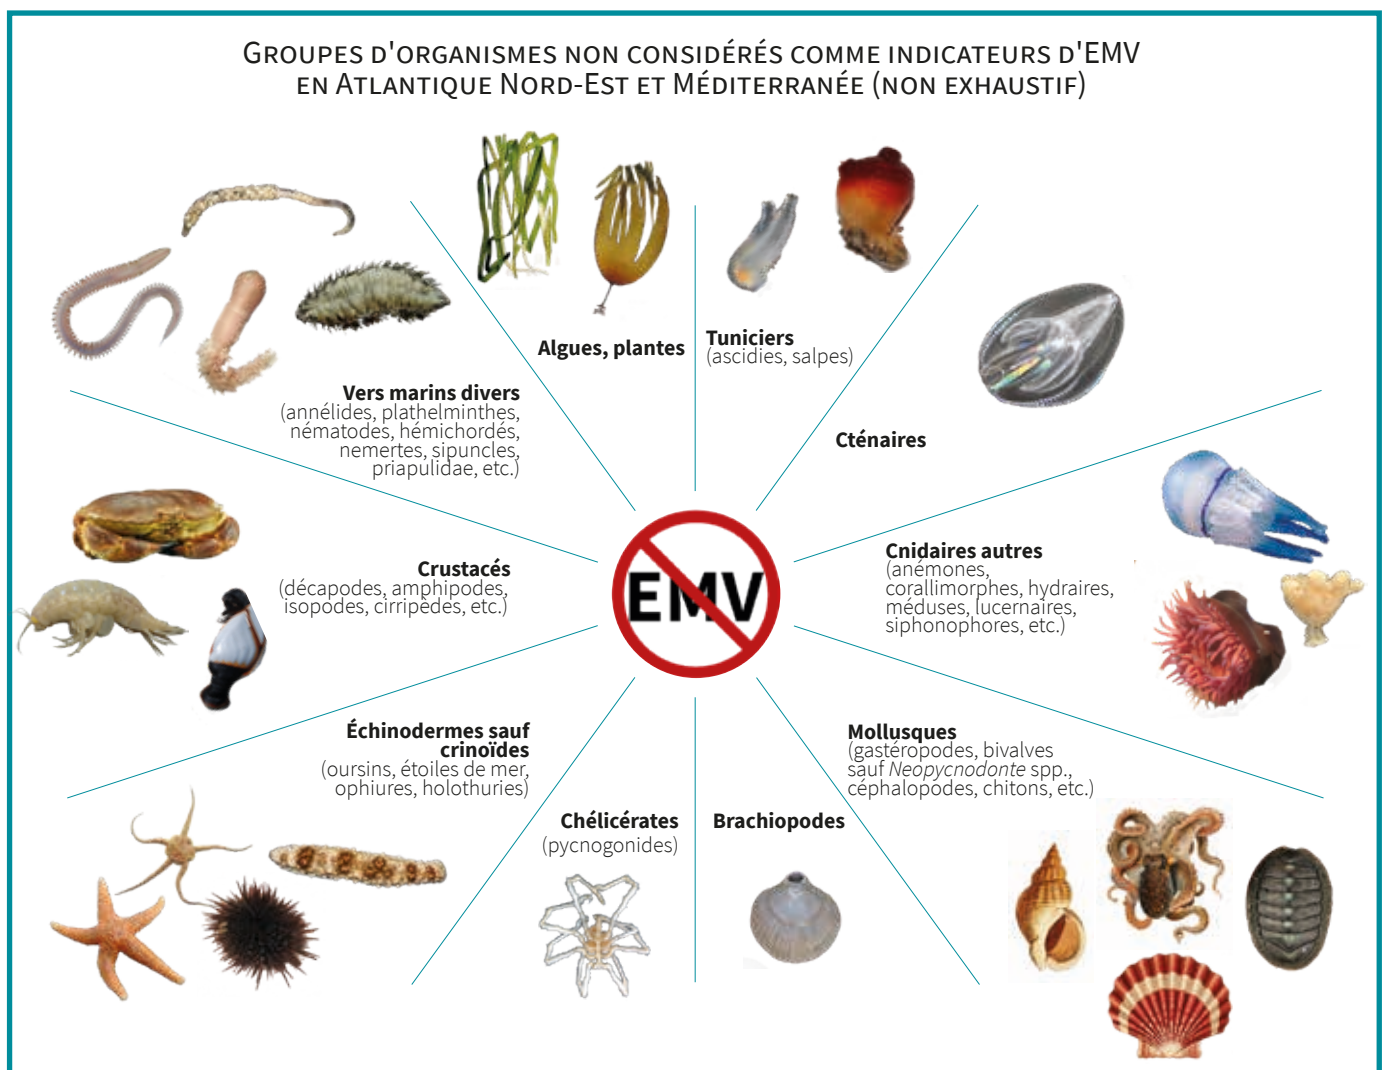 GROUPES D'ORGANISMES NON CONSIDÉRÉS COMME INDICATEURS D'EMV
EN ATLANTIQUE NORD-EST ET MÉDITERRANÉE (NON EXHAUSTIF)
Algues, plantes
Tuniciers
(ascidies, salpes)
Vers marins divers
(annélides, plathelminthes,
nématodes, hémichordés,
nemertes, sipuncles,
priapulidae, etc.)
Cténaires
Crustacés
(décapodes, amphipodes,
isopodes, cirripèdes, etc.)
EMV
Cnidaires autres
(anémones,
corallimorphes, hydraires,
méduses, lucernaires,
siphonophores, etc.)
Échinodermes sauf
crinoïdes
(oursins, étoiles de mer,
ophiures, holothuries)
Mollusques
(gastéropodes, bivalves
sauf Neopycnodonte spp.,
céphalopodes, chitons, etc.)
Chélicérates
(pycnogonides)
Brachiopodes